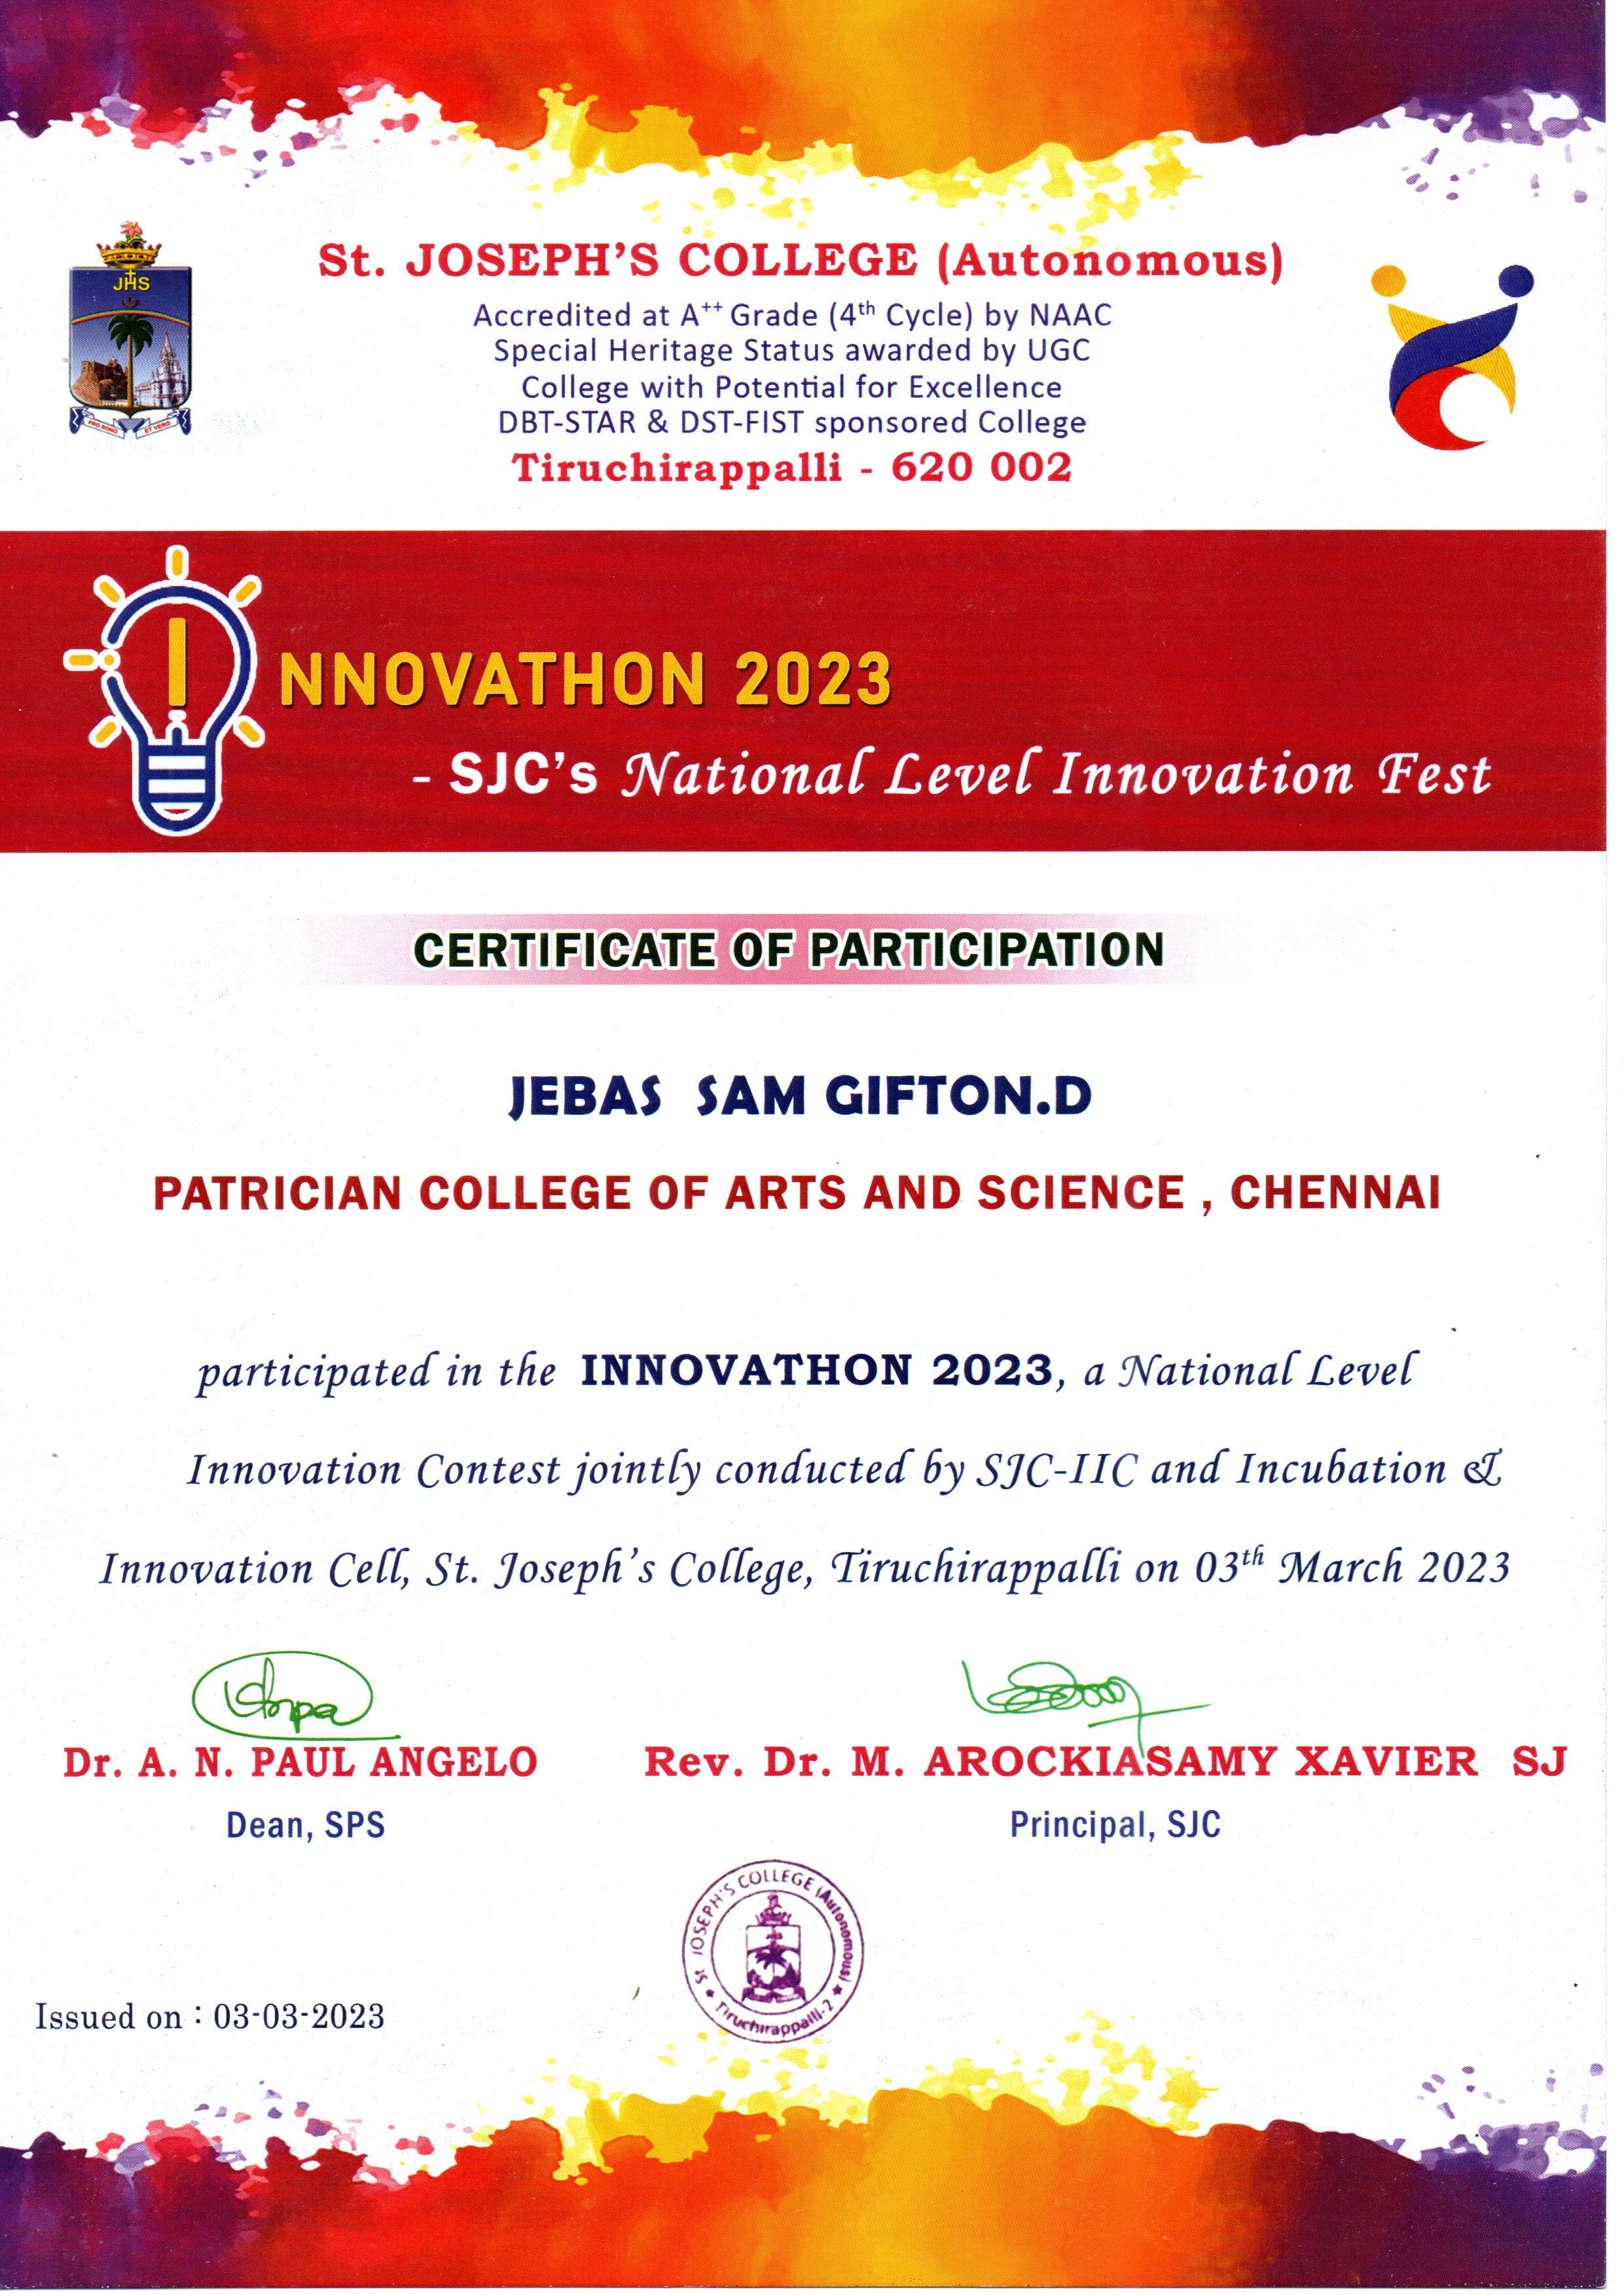 JHS
PRO BONO ET VERO
St. JOSEPH'S COLLEGE (Autonomous)
Accredited at A++ Grade (4th Cycle) by NAAC
Special Heritage Status awarded by UGC
College with Potential for Excellence
DBT-STAR & DST-FIST sponsored College
Tiruchirappalli - 620 002
INNOVATHON 2023
- SJC's National Level Innovation Fest
CERTIFICATE OF PARTICIPATION
JEBAS SAM GIFTON.D
PATRICIAN COLLEGE OF ARTS AND SCIENCE , CHENNAI
participated in the INNOVATHON 2023, a National Level
Innovation Contest jointly conducted by SJC-IIC and Incubation &
Innovation Cell, St. Joseph's College, Tiruchirappalli on 03th March 2023
Dr. A. N. PAUL ANGELO
Dean, SPS
Rev. Dr. M. AROCKIASAMY XAVIER SJ
Principal, SJC
St JOSEPH'S COLLEGE (Autonomous)
Tiruchirappalli-2
Issued on : 03-03-2023